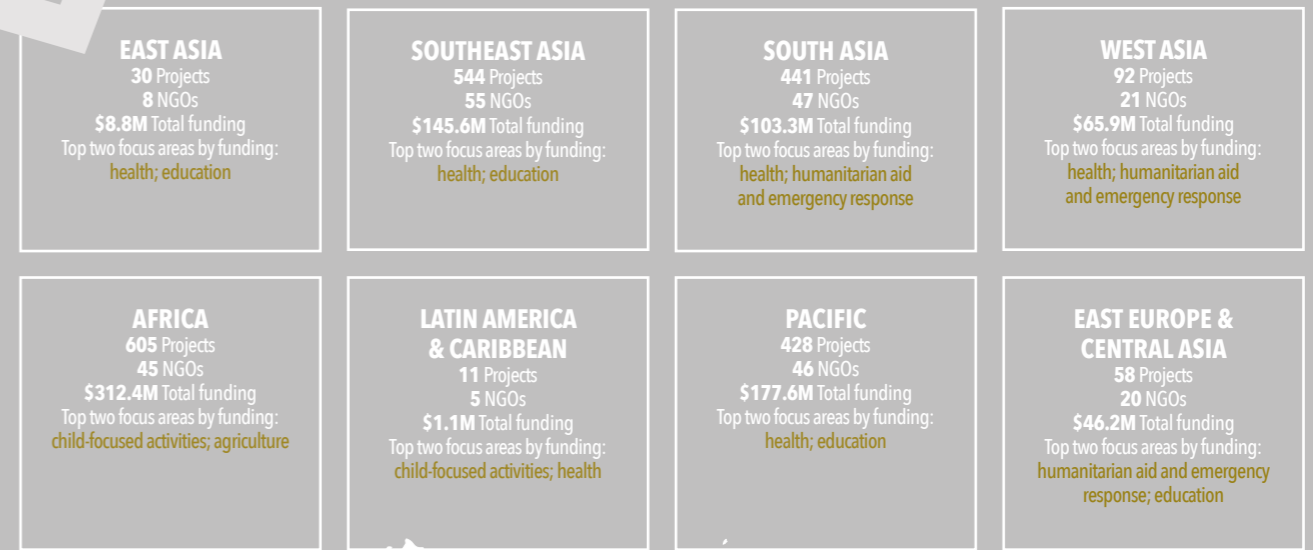 EAST ASIA
30 Projects
8 NGOs
$8.8M Total funding
Top two focus areas by funding:
health; education
SOUTHEAST ASIA
544 Projects
55 NGOs
$145.6M Total funding
Top two focus areas by funding:
health; education
SOUTH ASIA
441 Projects
47 NGOs
$103.3M Total funding
Top two focus areas by funding:
health; humanitarian aid
and emergency response
WEST ASIA
92 Projects
21 NGOs
$65.9M Total funding
Top two focus areas by funding:
health; humanitarian aid
and emergency response
AFRICA
605 Projects
45 NGOs
$312.4M Total funding
Top two focus areas by funding:
child-focused activities; agriculture
LATIN AMERICA
& CARIBBEAN
11 Projects
5 NGOs
$1.1M Total funding
Top two focus areas by funding:
child-focused activities; health
PACIFIC
428 Projects
46 NGOs
$177.6M Total funding
Top two focus areas by funding:
health; education
EAST EUROPE &
CENTRAL ASIA
58 Projects
20 NGOs
$46.2M Total funding
Top two focus areas by funding:
humanitarian aid and emergency
response; education